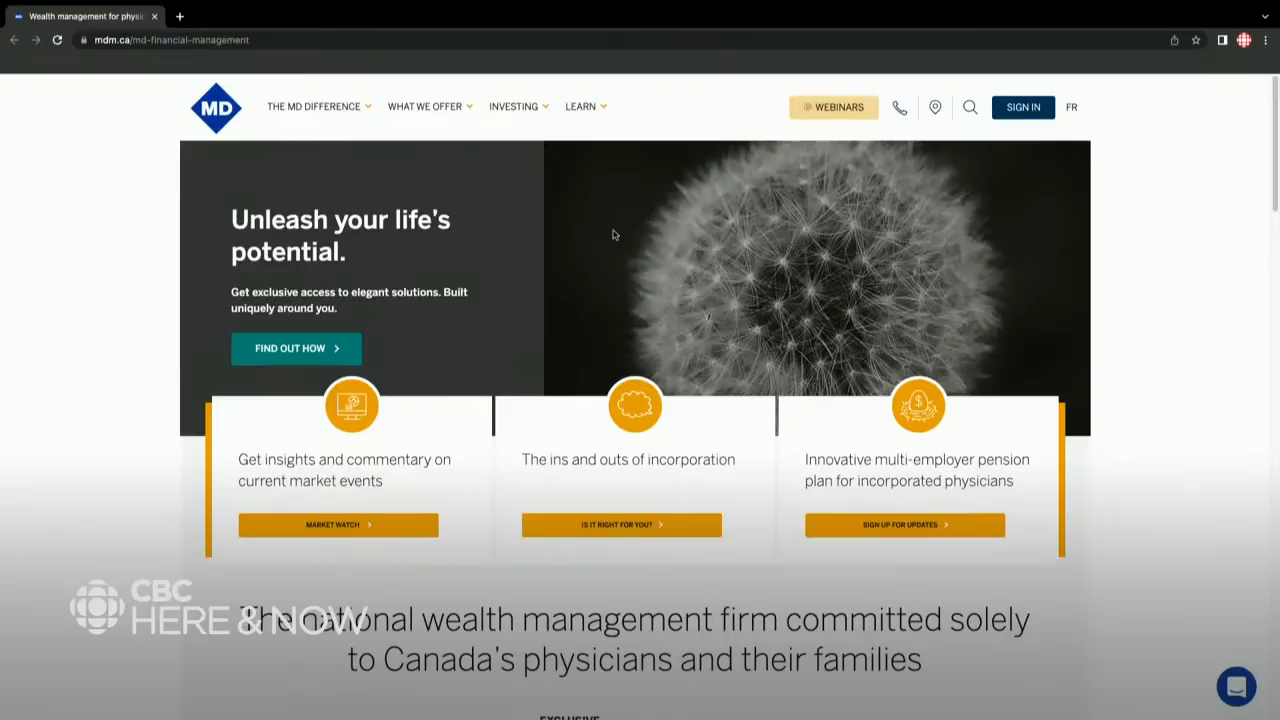 Wealth management for physic
mdm.ca/md-financial-management
MD
THE MD DIFFERENCE
WHAT WE OFFER
INVESTING
LEARN
WEBINARS
SIGN IN
FR
Unleash your life's
potential.
Get exclusive access to elegant solutions. Built
uniquely around you.
FIND OUT HOW
Get insights and commentary on
current market events
MARKET WATCH
The ins and outs of incorporation
IS IT RIGHT FOR YOU?
Innovative multi-employer pension
plan for incorporated physicians
SIGN UP FOR UPDATES
CBC
HERE & NOW
The national wealth management firm committed solely
to Canada's physicians and their families
EXCLUSIVE